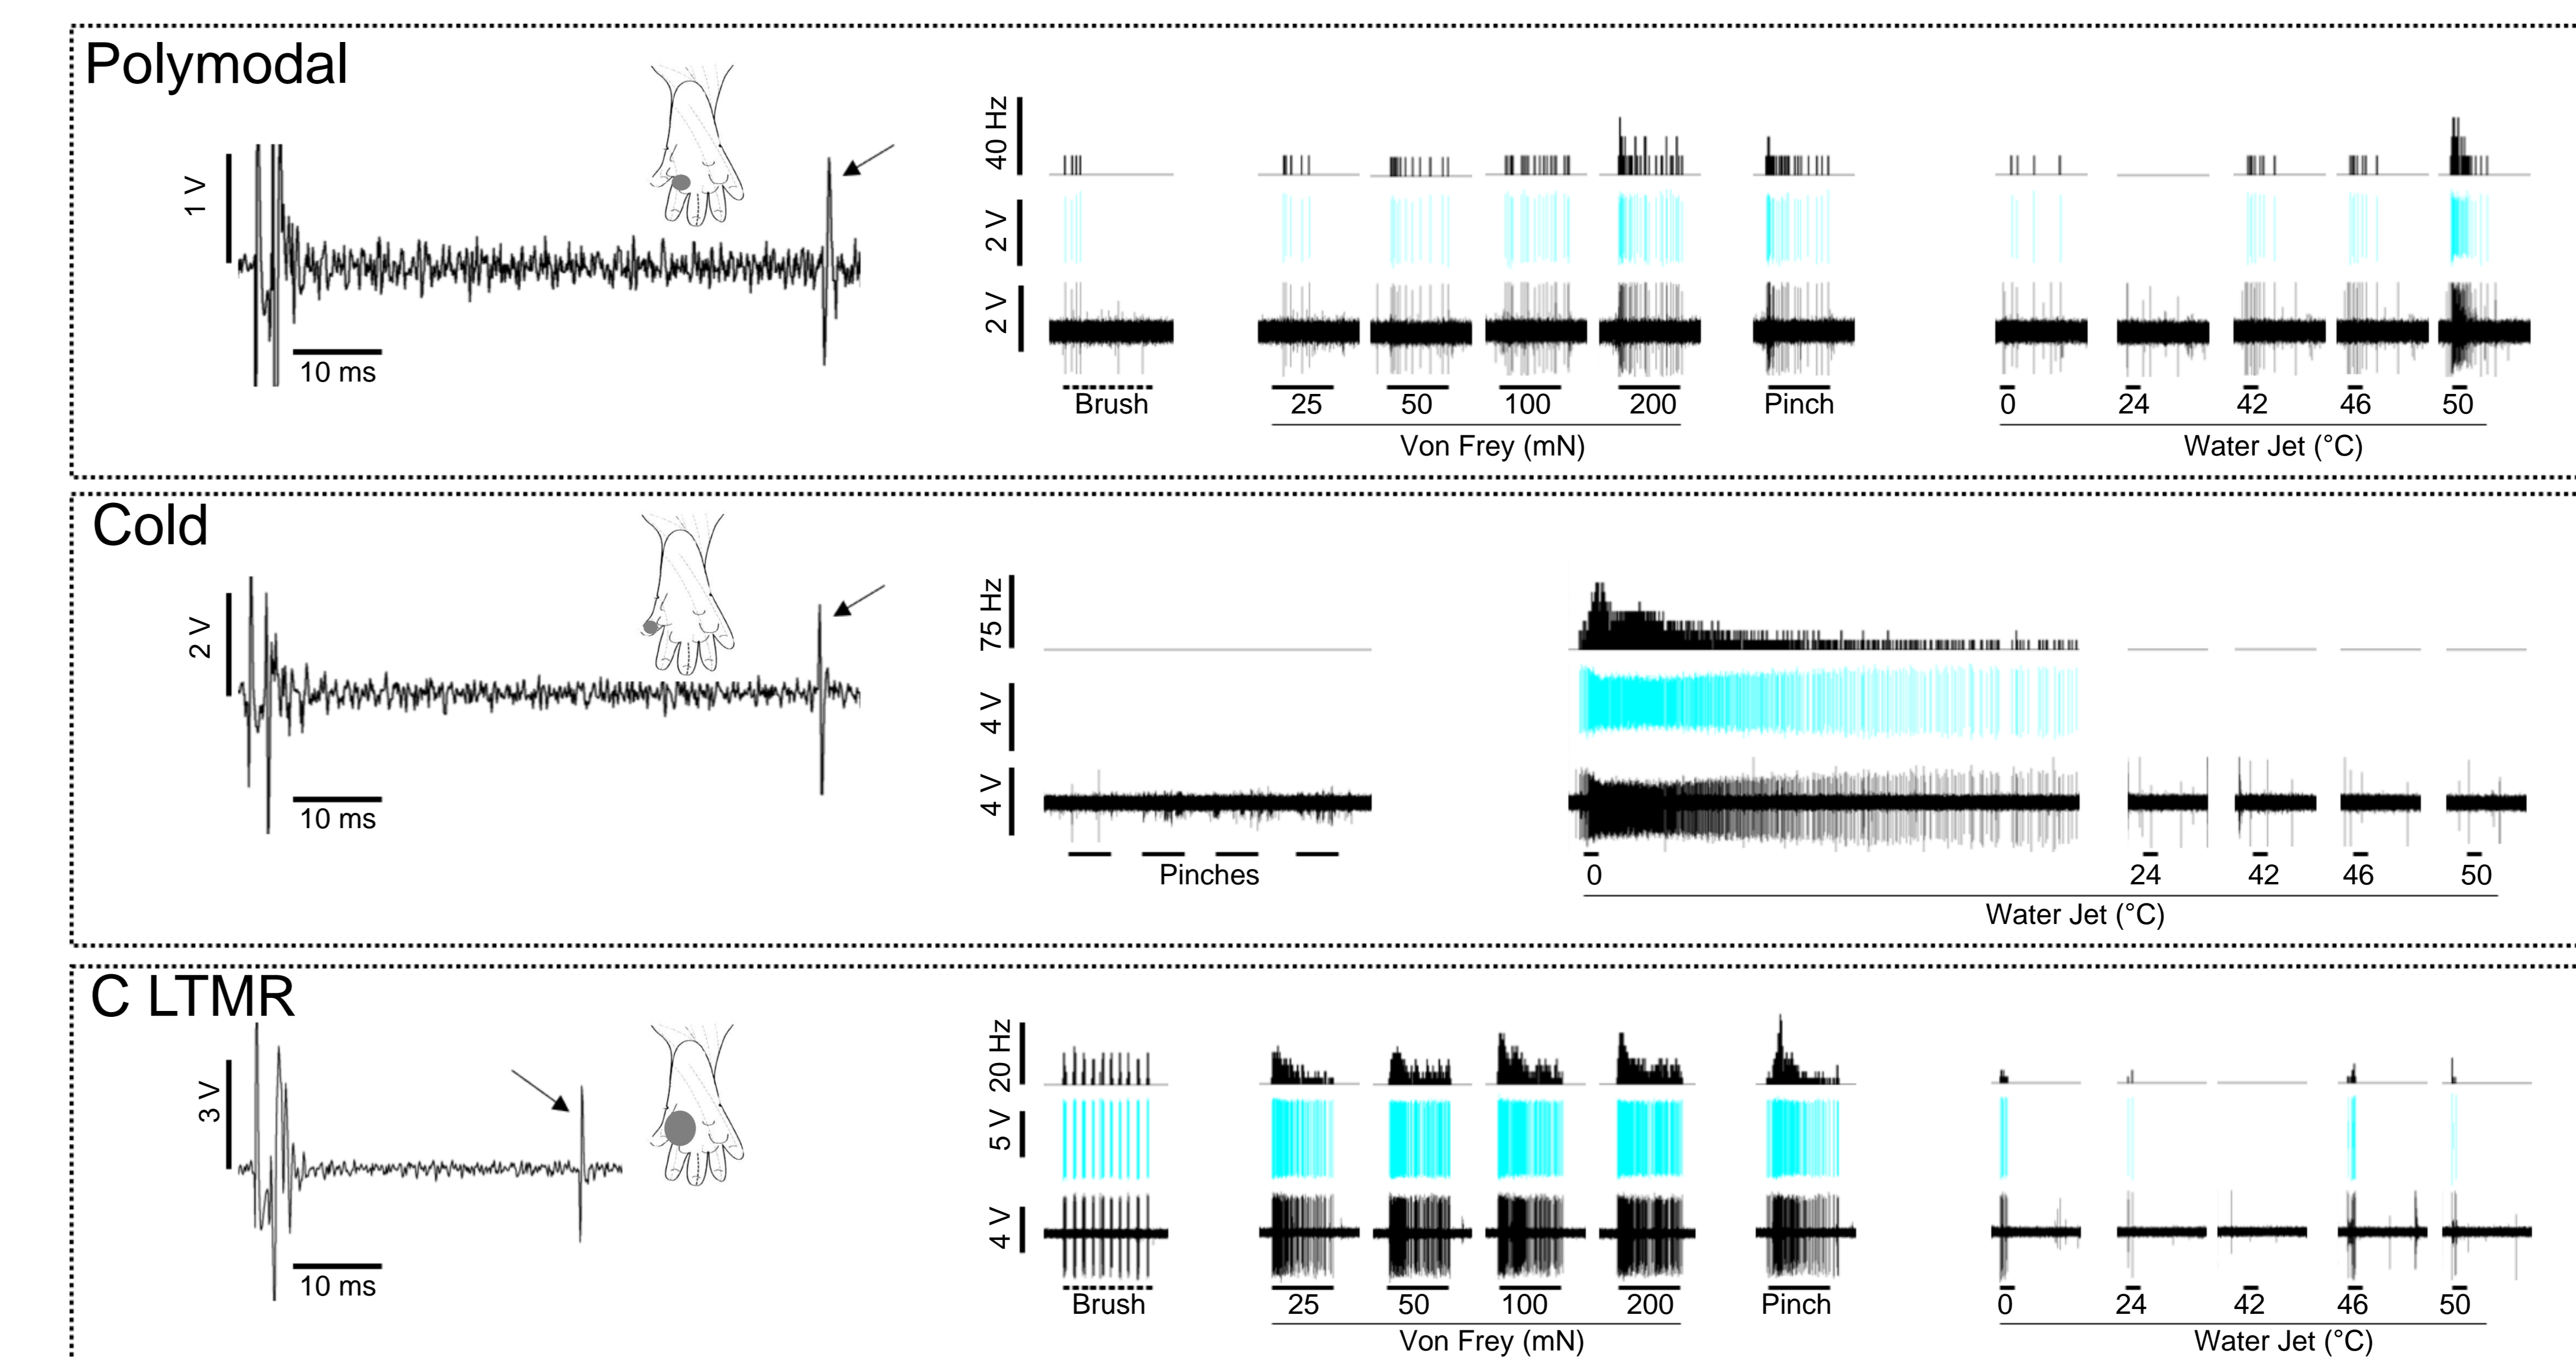 Polymodal
1 V
10 ms
40 Hz
2 V
2 V
Brush
25 50 100 200
Von Frey (mN)
Pinch
0 24 42 46 50
Water Jet (°C)
Cold
2 V
10 ms
75 Hz
4 V
4 V
Pinches
0 24 42 46 50
Water Jet (°C)
C LTMR
3 V
10 ms
20 Hz
5 V
4 V
Brush
25 50 100 200
Von Frey (mN)
Pinch
0 24 42 46 50
Water Jet (°C)